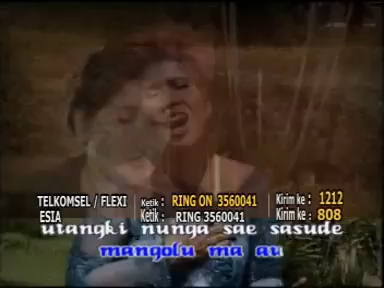 TELKOMSEL / FLEXI Ketik : RING ON 3560041 Kirim ke : 1212
ESIA Ketik : RING 3560041 Kirim ke : 808
utangki nunga sae sasude
mangolu ma au